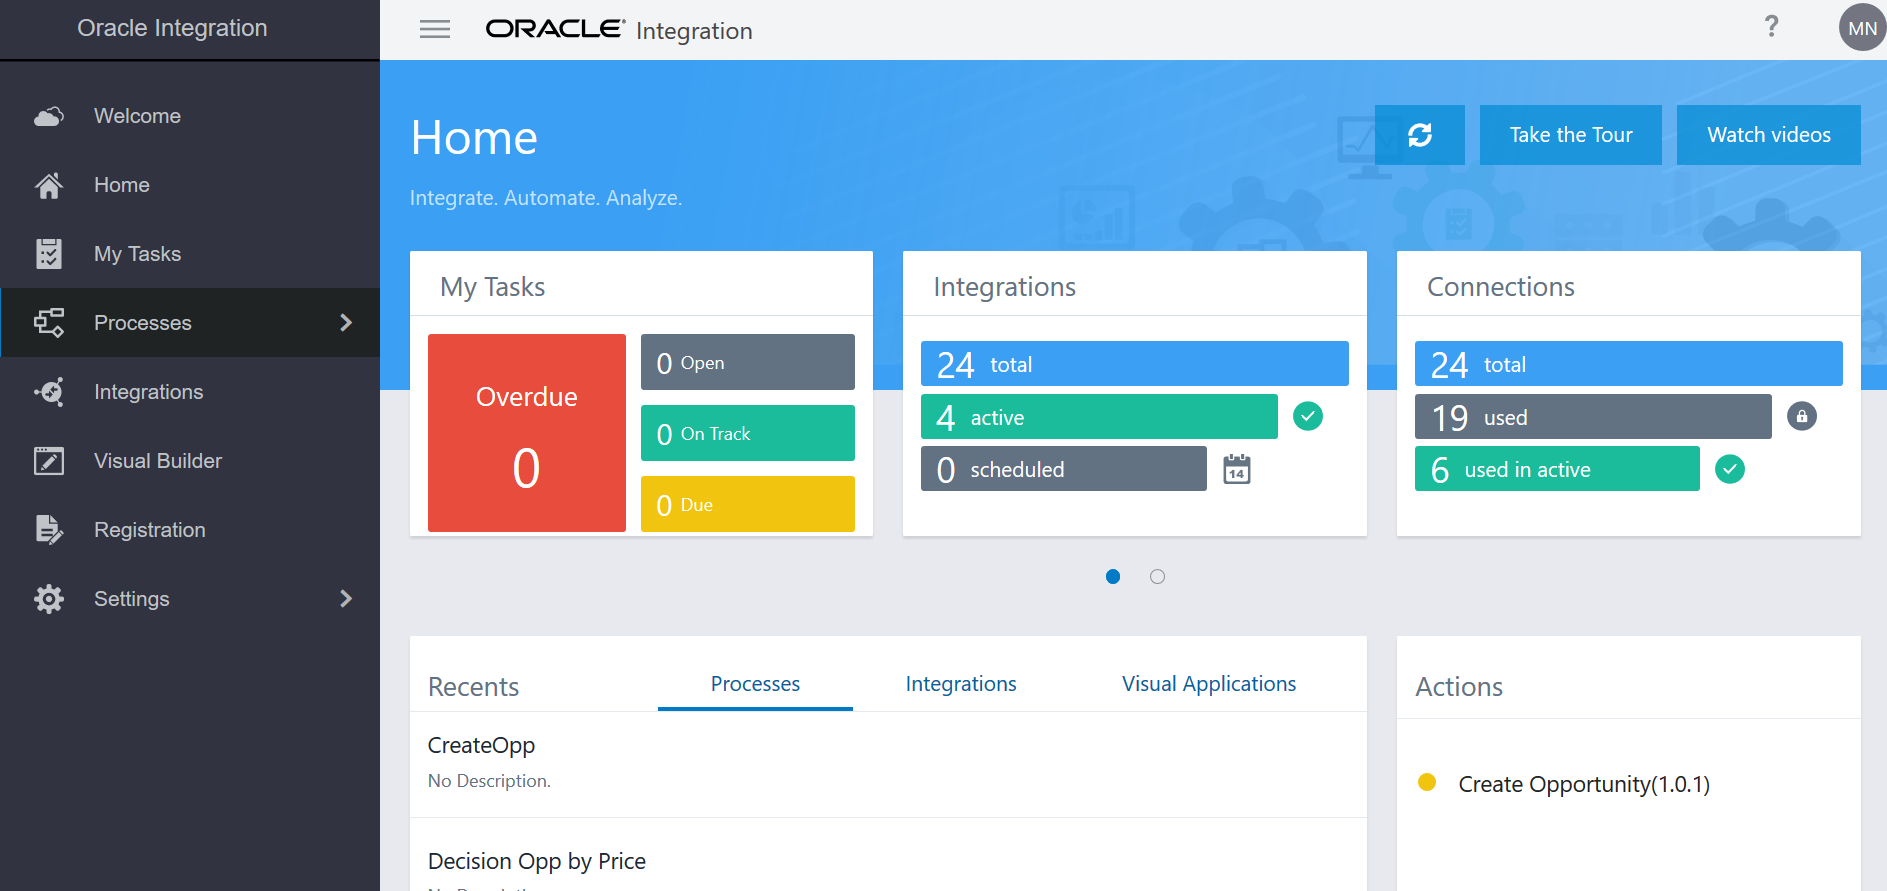 Oracle Integration
Welcome
Home
My Tasks
Processes
Integrations
Visual Builder
Registration
Settings
ORACLE® Integration
?
MN
Home
Integrate. Automate. Analyze.
Take the Tour
Watch videos
My Tasks
Overdue
0
0 Open
0 On Track
0 Due
Integrations
24 total
4 active
0 scheduled
14
Connections
24 total
19 used
6 used in active
Recents
Processes
Integrations
Visual Applications
CreateOpp
No Description.
Decision Opp by Price
Actions
Create Opportunity(1.0.1)